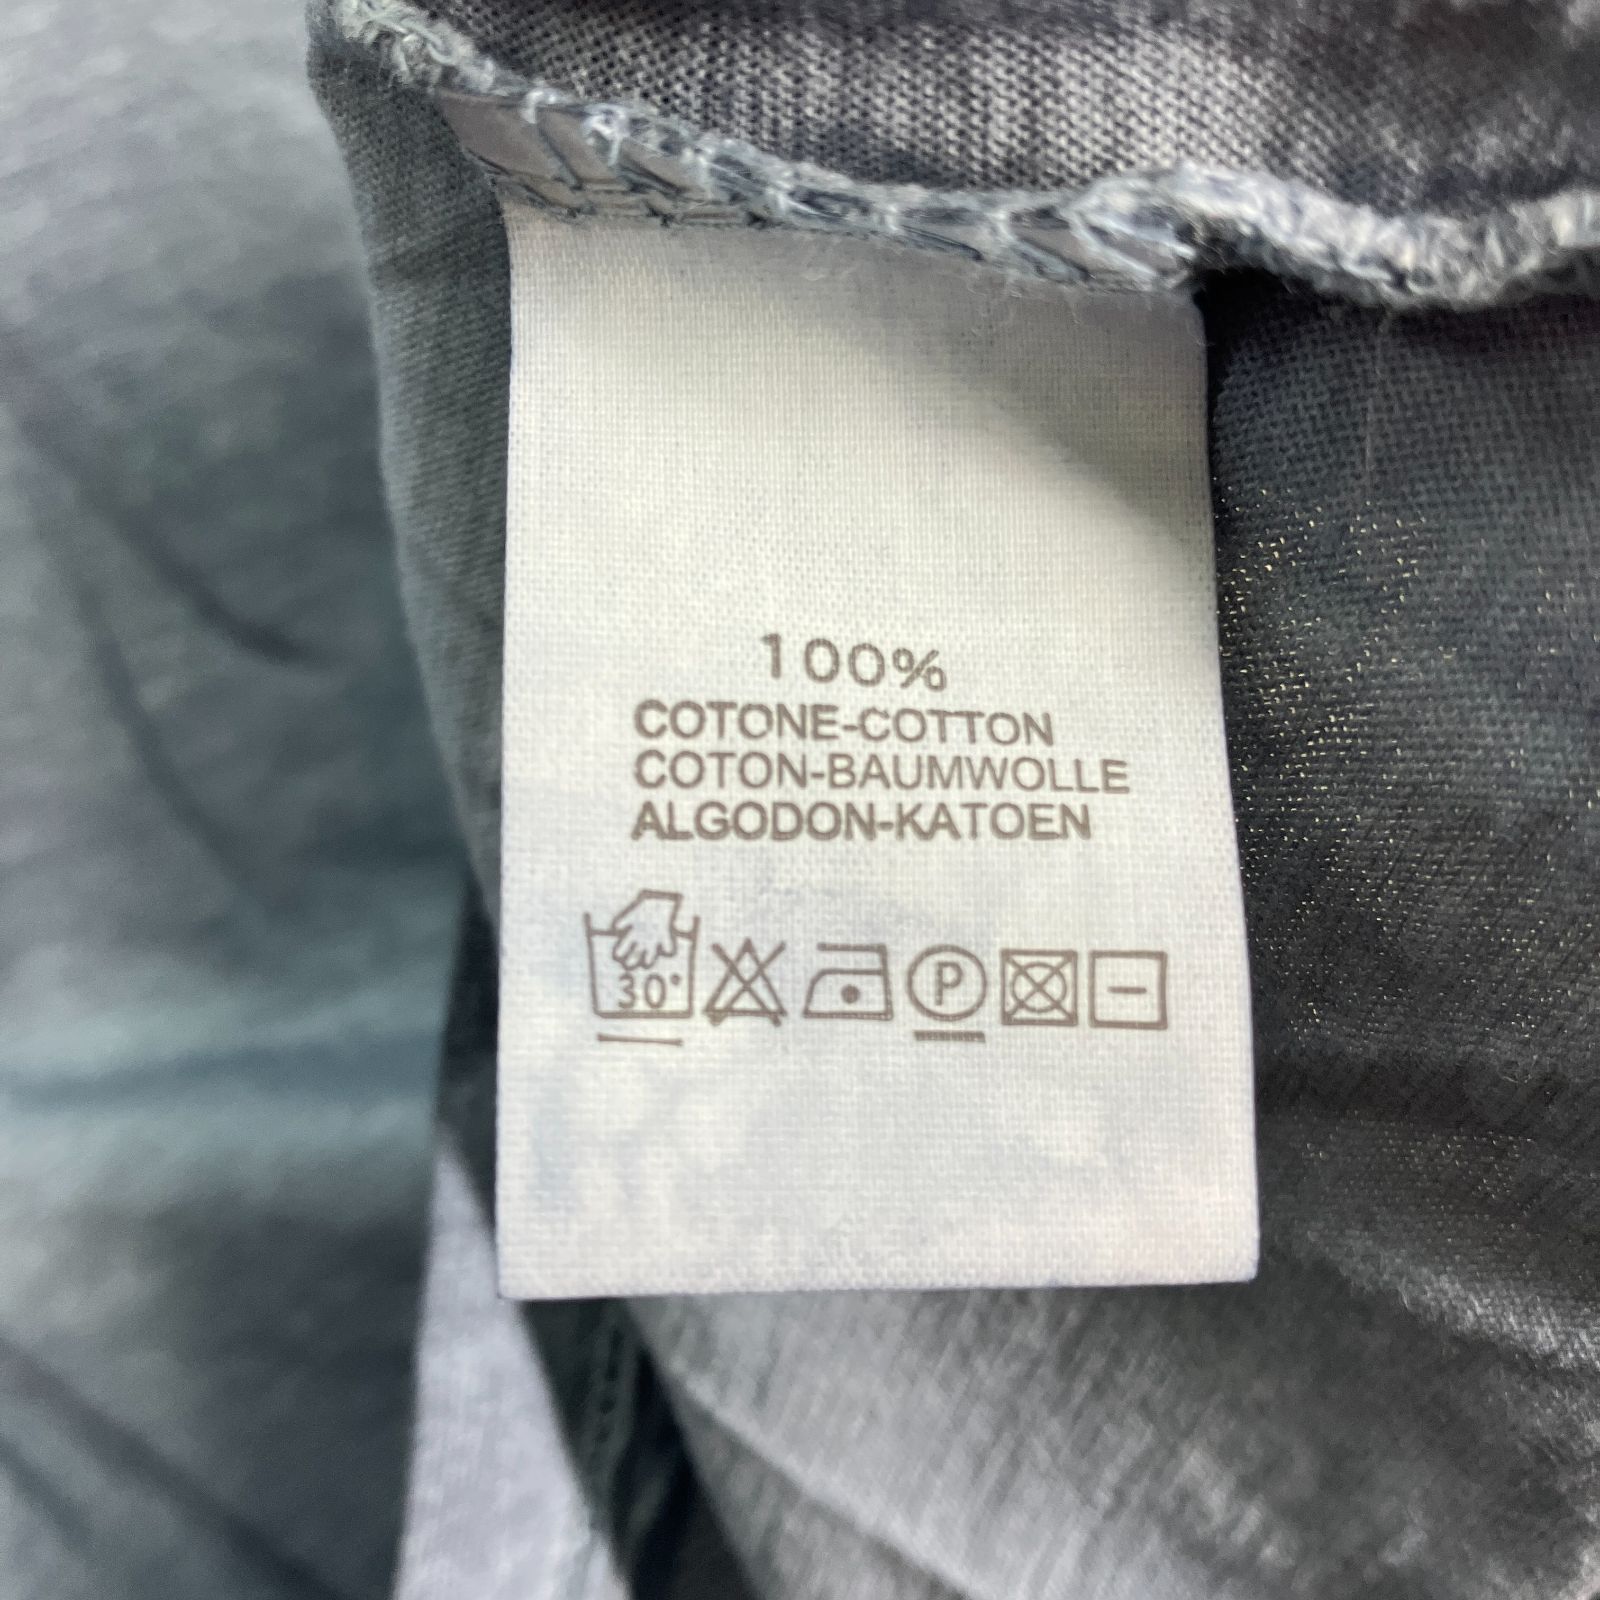 100%
COTONE-COTTON
COTON-BAUMWOLLE
ALGODON-KATOEN
30°
P